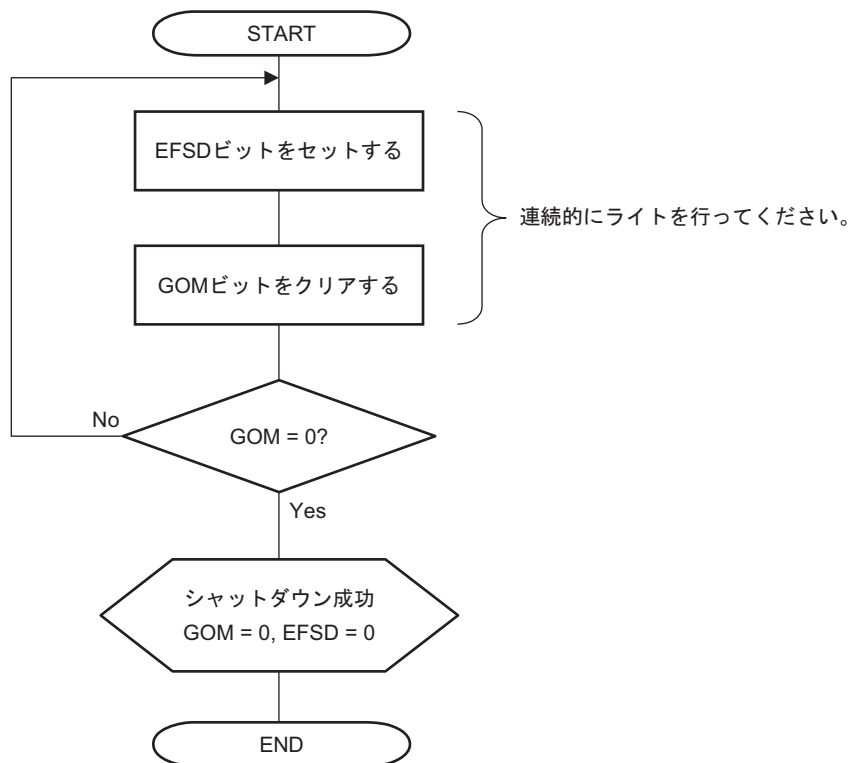 START
EFSDビットをセットする
連続的にライトを行ってください。
GOMビットをクリアする
No
GOM = 0?
Yes
シャットダウン成功
GOM = 0, EFSD = 0
END